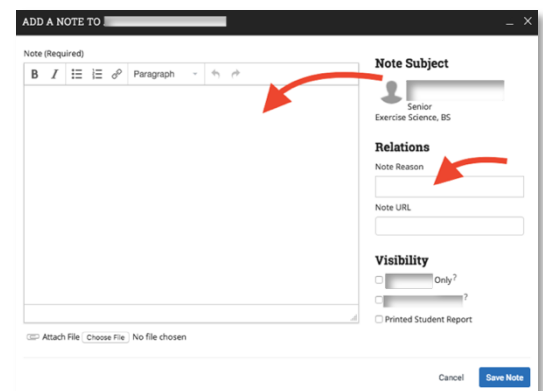 ADD A NOTE TO
Note (Required)
B I Paragraph
Attach File Choose File No file chosen
Note Subject
Senior
Exercise Science, BS
Relations
Note Reason
Note URL
Visibility
Only?
?
Printed Student Report
Cancel Save Note